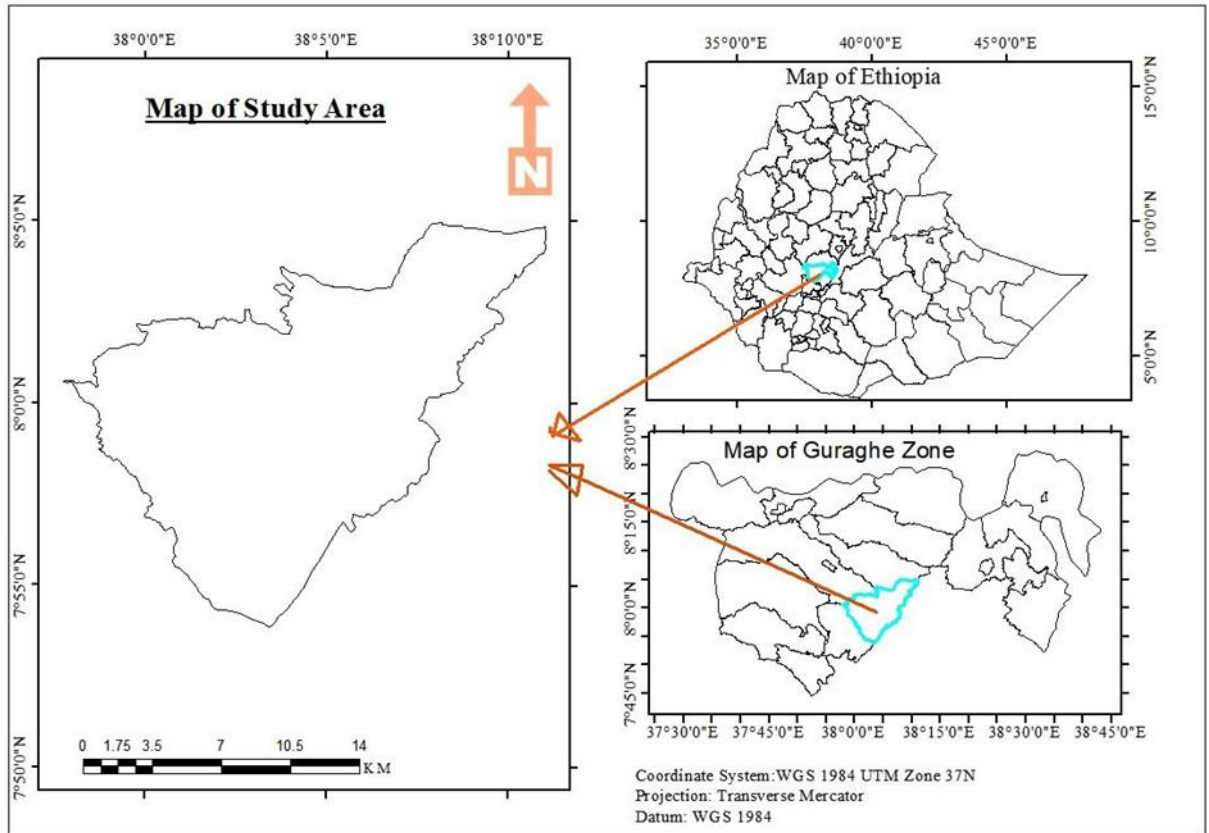 38°0'0"E 38°5'0"E 38°10'0"E
Map of Study Area
N
8°5'0"N
8°0'0"N
7°55'0"N
7°50'0"N
0 1.75 3.5 7 10.5 14
KM
35°0'0"E 40°0'0"E 45°0'0"E
Map of Ethiopia
15°0'0"N
10°0'0"N
5°0'0"N
Map of Guraghe Zone
8°30'0"N
8°15'0"N
8°0'0"N
7°45'0"N
37°30'0"E 37°45'0"E 38°0'0"E 38°15'0"E 38°30'0"E 38°45'0"E
Coordinate System:WGS 1984 UTM Zone 37N
Projection: Transverse Mercator
Datum: WGS 1984